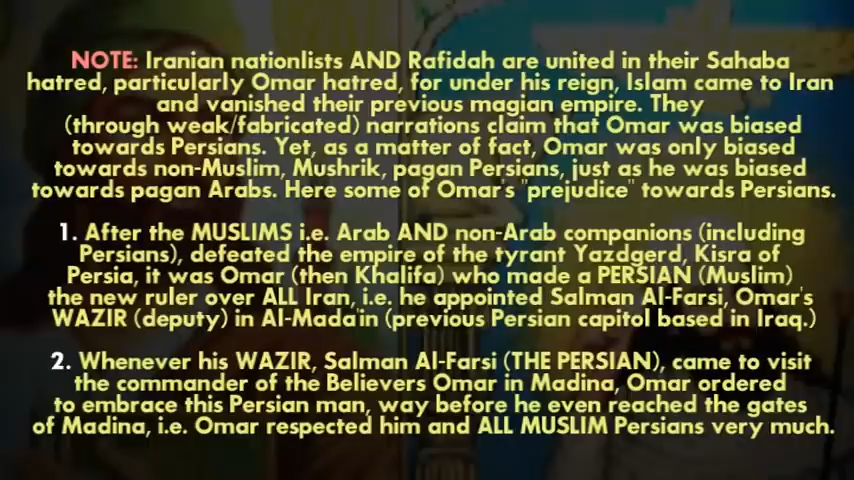 NOTE: Iranian nationlists AND Rafidah are united in their Sahaba
hatred, particularly Omar hatred, for under his reign, Islam came to Iran
and vanished their previous magian empire. They
(through weak/fabricated) narrations claim that Omar was biased
towards Persians. Yet, as a matter of fact, Omar was only biased
towards non-Muslim, Mushrik, pagan Persians, just as he was biased
towards pagan Arabs. Here some of Omar's "prejudice" towards Persians.
1. After the MUSLIMS i.e. Arab AND non-Arab companions (including
Persians), defeated the empire of the tyrant Yazdgerd, Kisra of
Persia, it was Omar (then Khalifa) who made a PERSIAN (Muslim)
the new ruler over ALL Iran, i.e. he appointed Salman Al-Farsi, Omar's
WAZIR (deputy) in Al-Mada'in (previous Persian capitol based in Iraq.)
2. Whenever his WAZIR, Salman Al-Farsi (THE PERSIAN), came to visit
the commander of the Believers Omar in Madina, Omar ordered
to embrace this Persian man, way before he even reached the gates
of Madina, i.e. Omar respected him and ALL MUSLIM Persians very much.